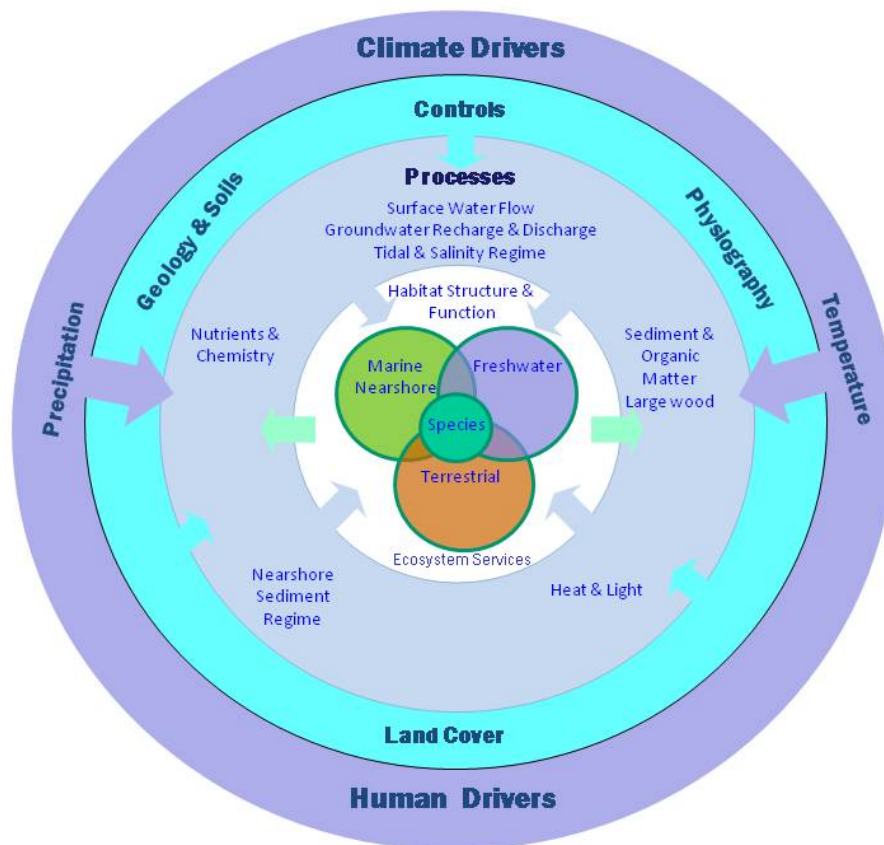 Climate Drivers
Controls
Processes
Surface Water Flow
Groundwater Recharge & Discharge
Tidal & Salinity Regime
Geology & Soils
Physiography
Precipitation
Temperature
Habitat Structure &
Function
Nutrients &
Chemistry
Sediment &
Organic
Matter
Large wood
Marine
Nearshore
Freshwater
Species
Terrestrial
Ecosystem Services
Nearshore
Sediment
Regime
Heat & Light
Land Cover
Human Drivers